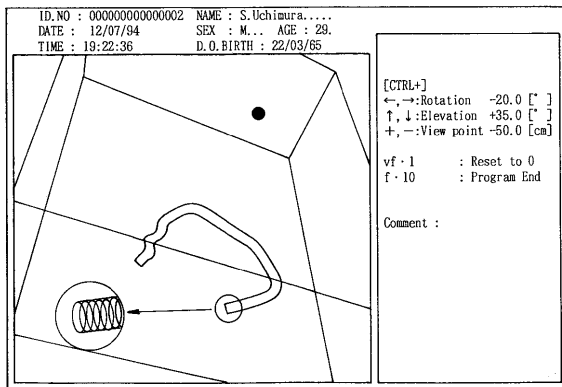 ID.NO : 000000000000002 NAME : S.Uchimura.....
DATE : 12/07/94 SEX : M... AGE : 29.
TIME : 19:22:36 D.O.BIRTH : 22/03/65
[CTRL+]
←,→:Rotation -20.0 [° ]
↑,↓:Elevation +35.0 [° ]
+,−:View point -50.0 [cm]
vf・1 : Reset to 0
f・10 : Program End
Comment :